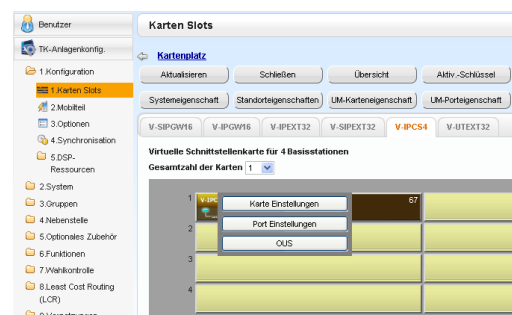 Benutzer
TK-Anlagenkonfig.
1.Konfiguration
1.Karten Slots
2.Mobilteil
3.Optionen
4.Synchronisation
5.DSP-
Ressourcen
2.System
3.Gruppen
4.Nebenstelle
5.Optionales Zubehör
6.Funktionen
7.Wahlkontrolle
8.Least Cost Routing
(LCR)
Karten Slots
Kartenplatz
Aktualisieren Schließen Übersicht Aktiv.-Schlüssel
Systemeigenschaft Standorteigenschaften UM-Karteneigenschaft UM-Porteigenschaft
V-SIPGW16 V-IPGW16 V-IPEXT32 V-SIPEXT32 V-IPCS4 V-UTEXT32
Virtuelle Schnittstellenkarte für 4 Basisstationen
Gesamtzahl der Karten 1
1 V-IPC 67
Karte Einstellungen
Port Einstellungen
OUS
2
3
4